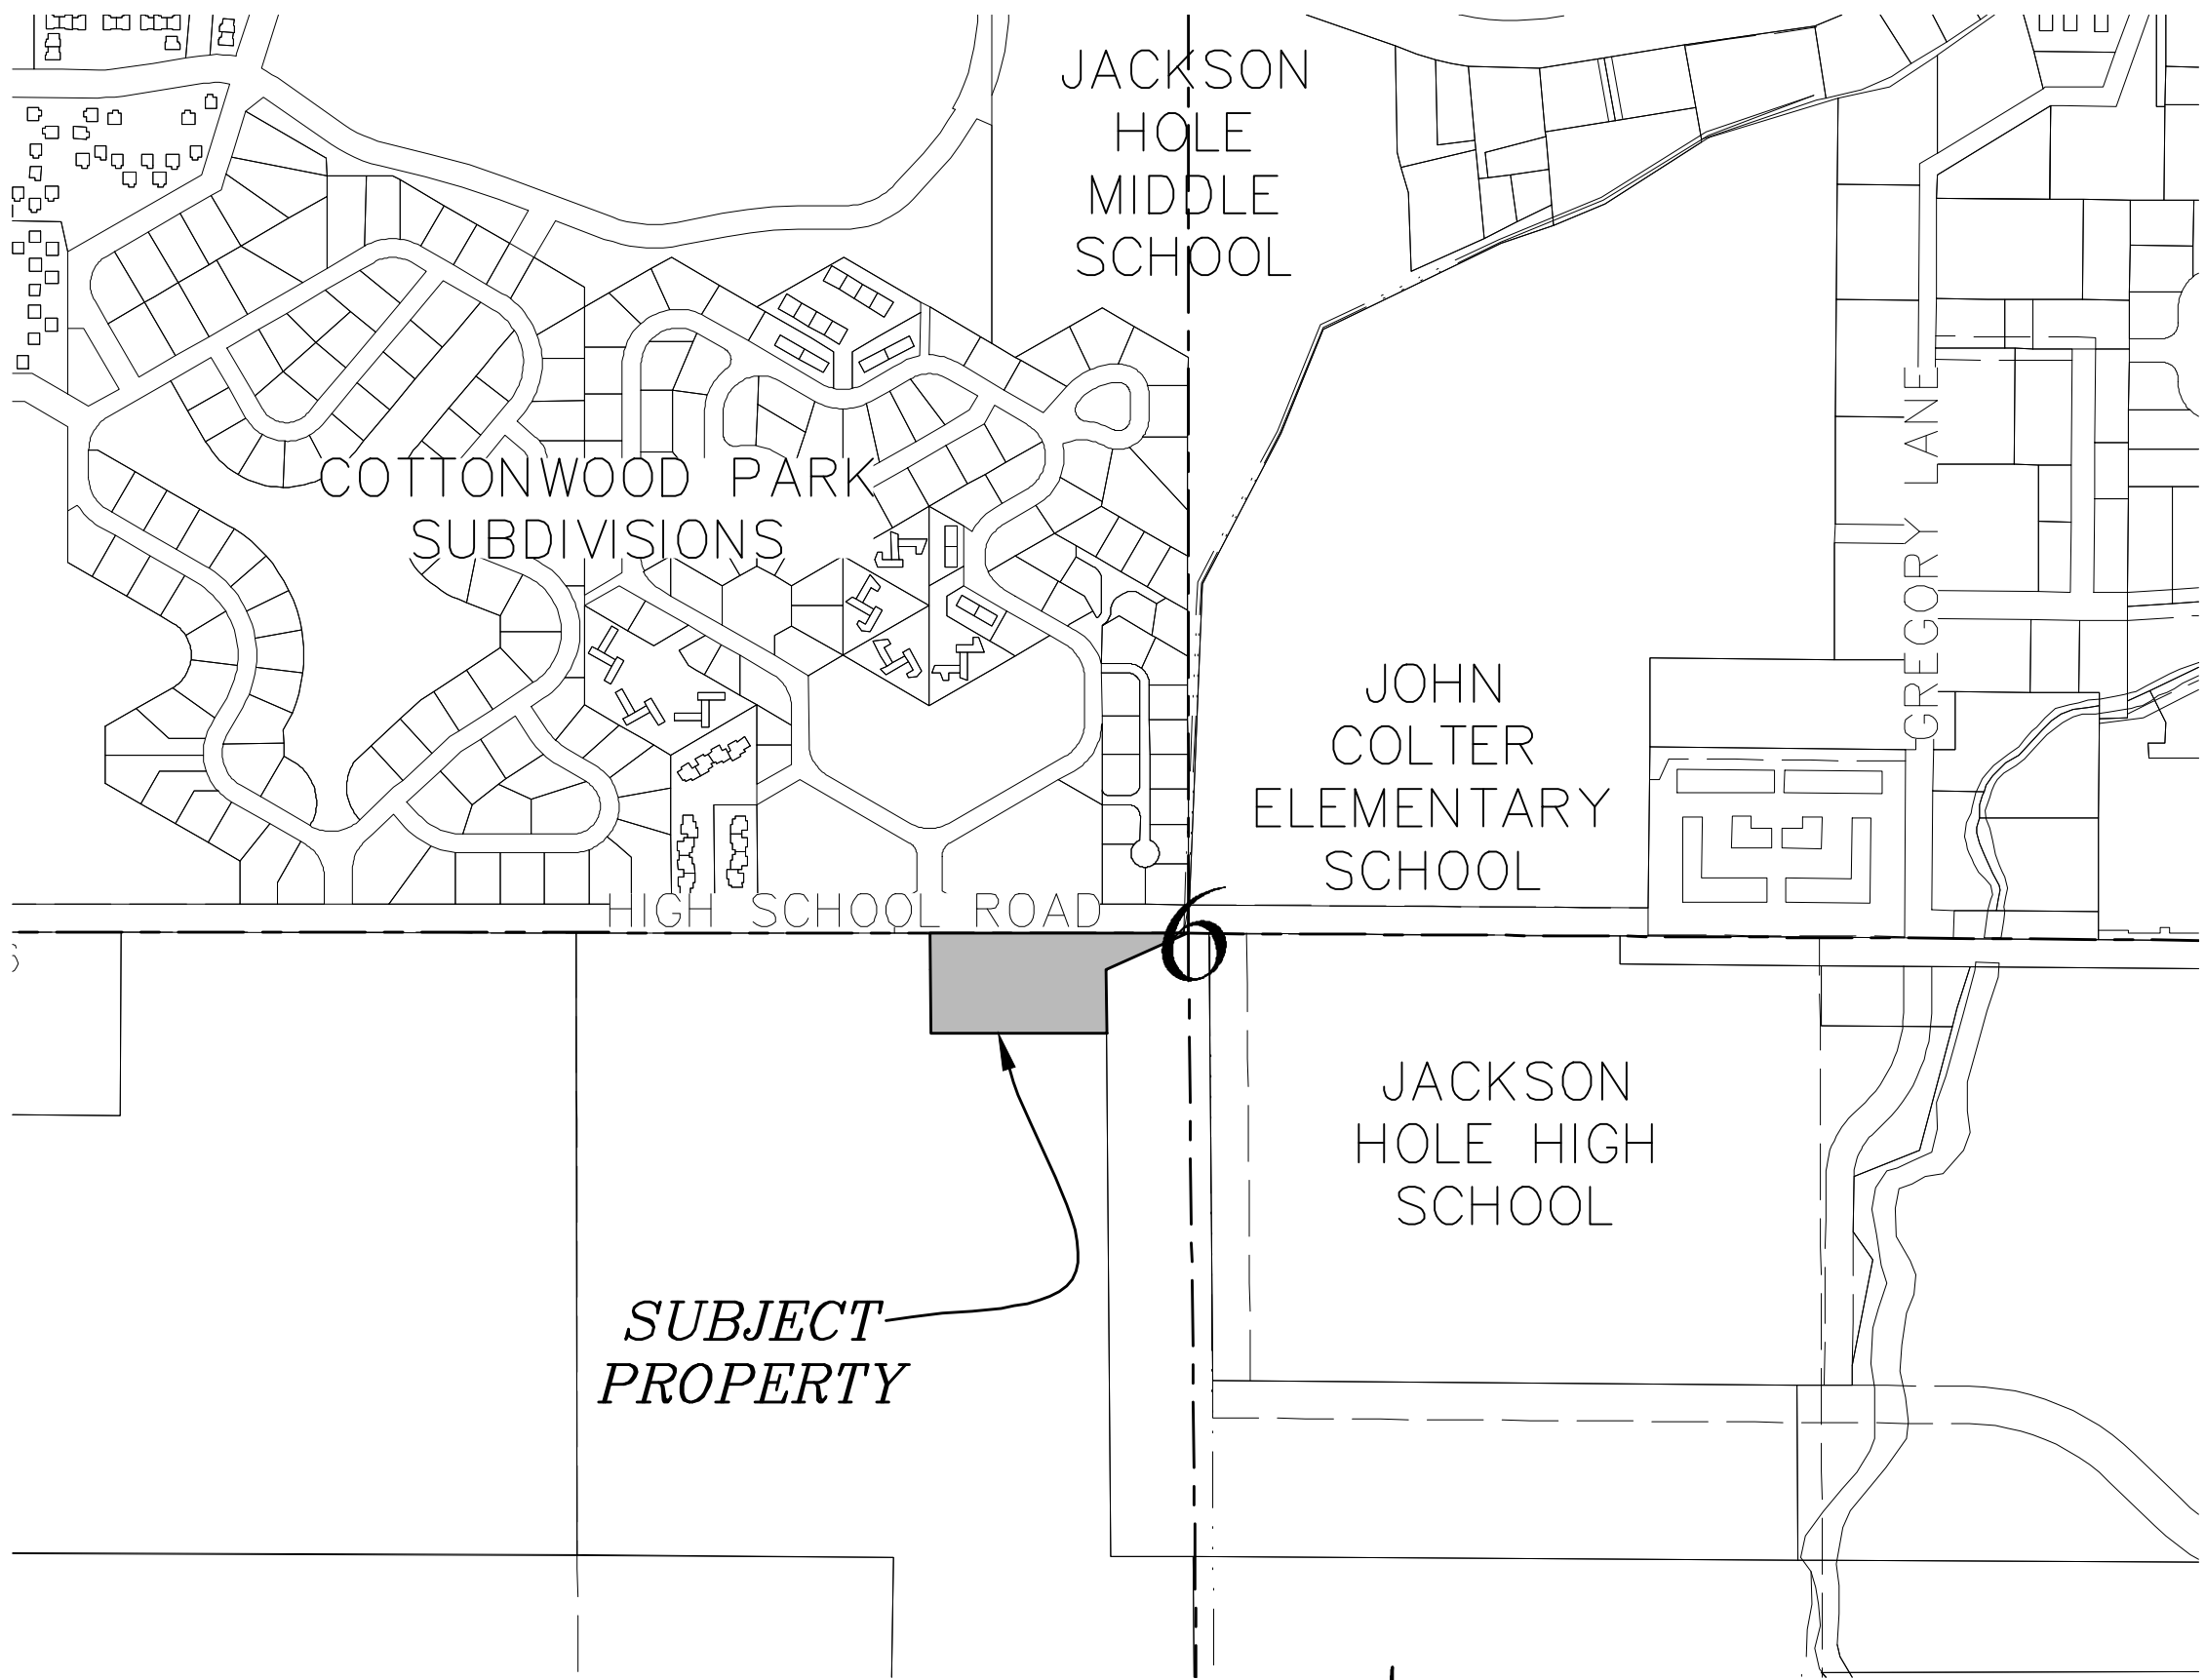 JACKSON
HOLE
MIDDLE
SCHOOL
COTTONWOOD PARK
SUBDIVISIONS
GREGORY LANE
JOHN
COLTER
ELEMENTARY
SCHOOL
HIGH SCHOOL ROAD
6
JACKSON
HOLE HIGH
SCHOOL
SUBJECT
PROPERTY